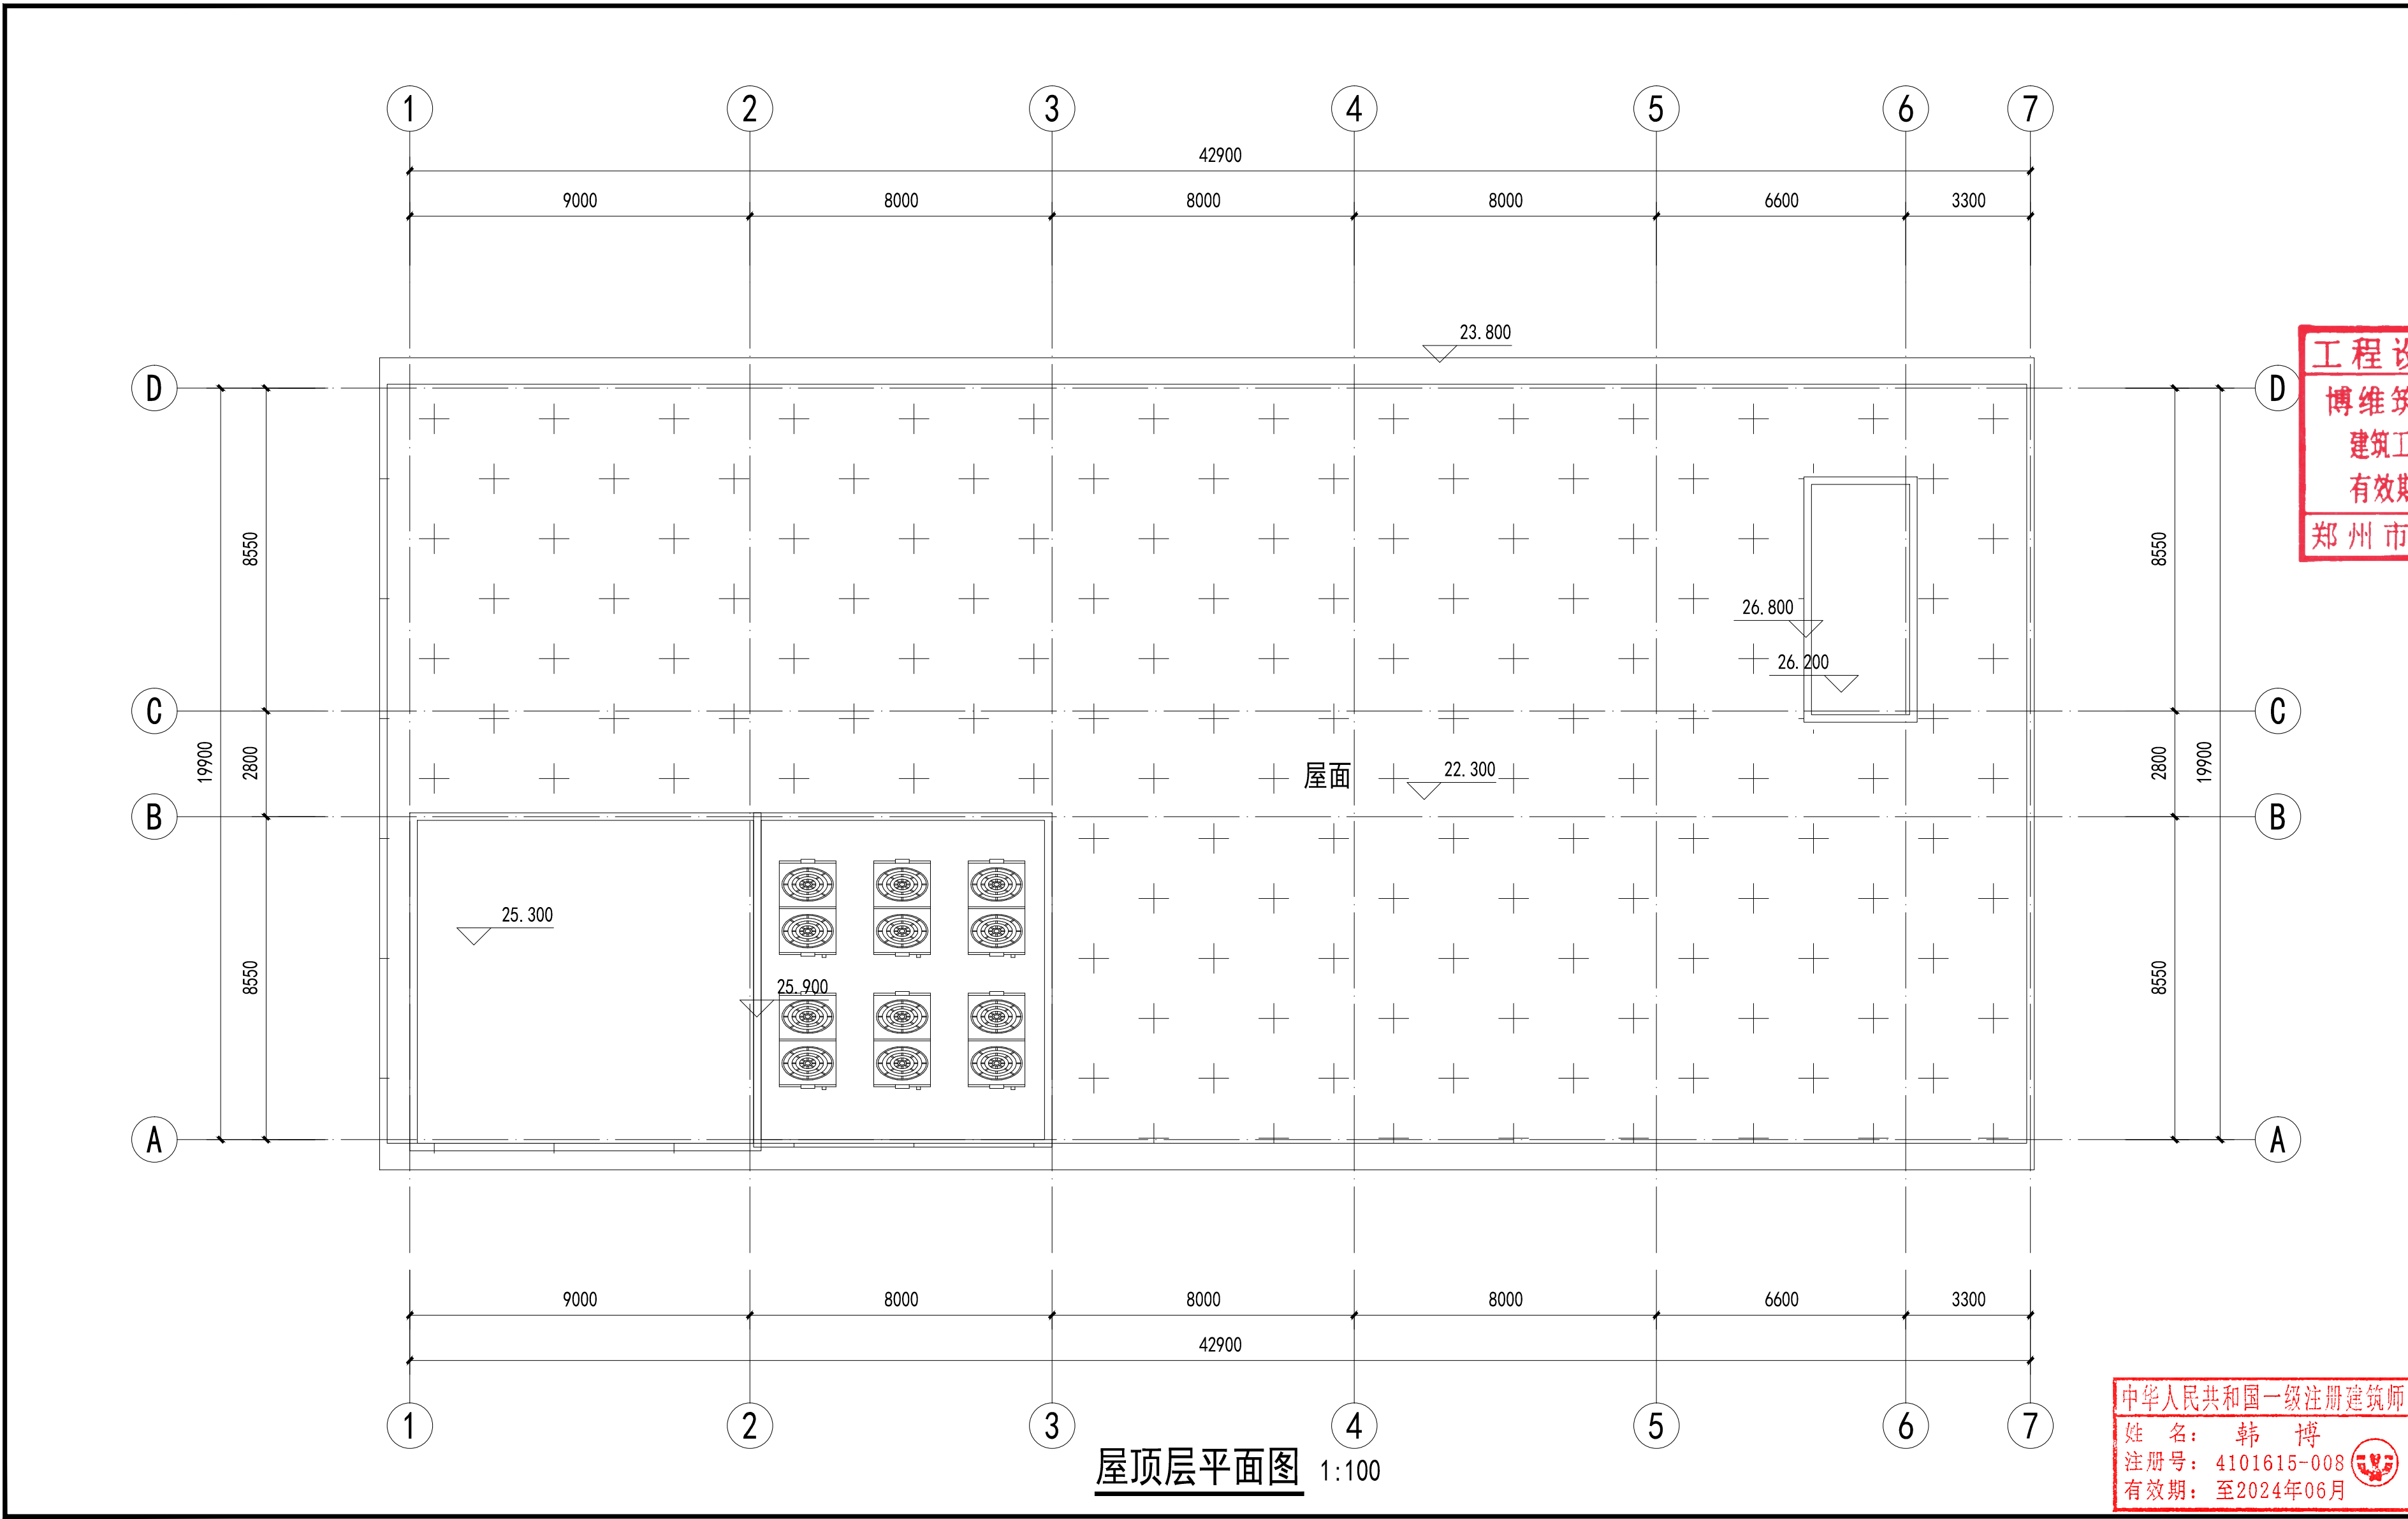 1 2 3 4 5 6 7
42900
9000 8000 8000 8000 6600 3300
23.800
D D
工程设
博维筑
建筑工
有效期
郑州市
8550 8550
26.800
26.200
C C
19900 2800 2800 19900
屋面 22.300
B B
25.300
8550 8550
25.900
A A
9000 8000 8000 8000 6600 3300
42900
1 2 3 4 5 6 7
屋顶层平面图 1:100
中华人民共和国一级注册建筑师
姓 名: 韩 博
注册号: 4101615-008
有效期: 至2024年06月